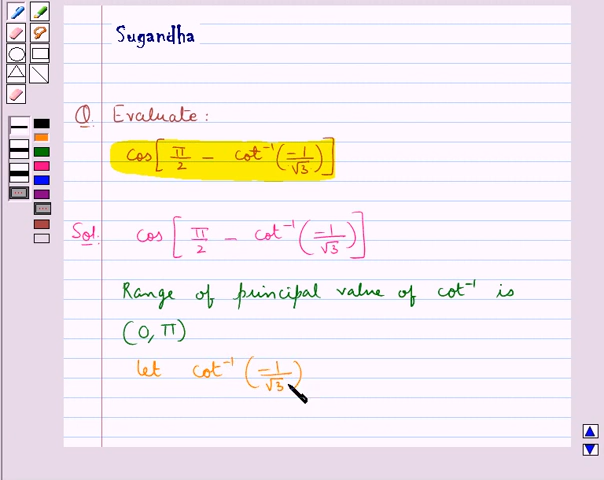 Sugandha
Q. Evaluate :
cos[ π/2 − cot⁻¹(−1/√3) ]
Sol. cos[ π/2 − cot⁻¹(−1/√3) ]
Range of principal value of cot⁻¹ is
(0, π)
let cot⁻¹ (−1/√3)